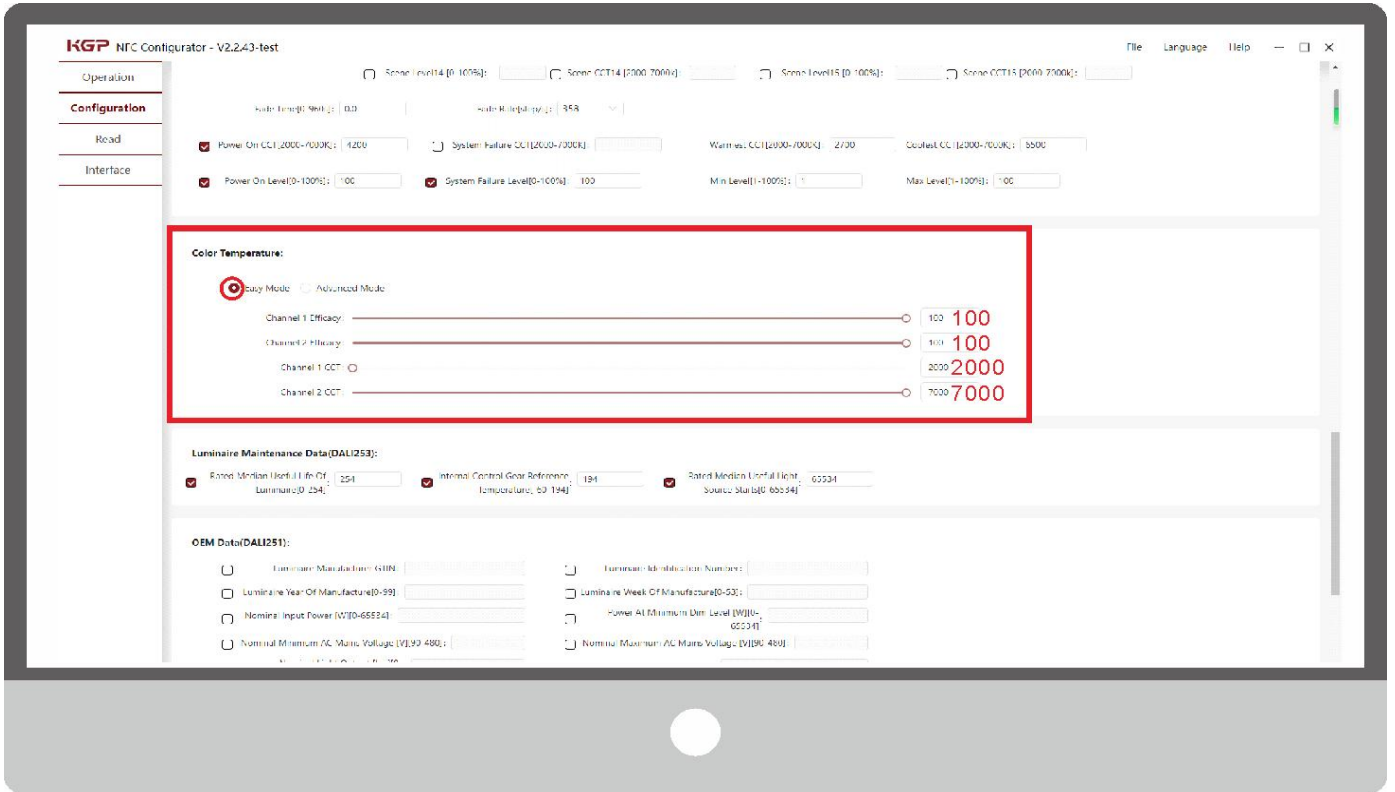 KGP NFC Configurator - V2.2.43-test File Language Help
Operation
Configuration
Read
Interface
Scene Level14 [0-100%]: Scene CCT14 [2000-7000k]: Scene Level15 [0-100%]: Scene CCT15 [2000-7000k]:
Fade Time[0-960s]: 0.0 Fade Rate[step/s]: 358
Power On CCT[2000-7000K]: 4200 System Failure CCT[2000-7000K]: Warmest CCT[2000-7000K]: 2700 Coolest CCT[2000-7000K]: 6500
Power On Level[0-100%]: 100 System Failure Level[0-100%]: 100 Min Level[1-100%]: 1 Max Level[1-100%]: 100
Color Temperature:
Easy Mode Advanced Mode
Channel 1 Efficacy: 100 100
Channel 2 Efficacy: 100 100
Channel 1 CCT: 2000 2000
Channel 2 CCT: 7000 7000
Luminaire Maintenance Data(DALI253):
Rated Median Useful Life Of Luminaire[0-254]: 254
Internal Control Gear Reference Temperature[-60-194]: 194
Rated Median Useful Light Source Starts[0-65534]: 65534
OEM Data(DALI251):
Luminaire Manufacturer GTIN: Luminaire Identification Number:
Luminaire Year Of Manufacture[0-99]: Luminaire Week Of Manufacture[0-53]:
Nominal Input Power [W][0-65534]: Power At Minimum Dim Level [W][0-65534]:
Nominal Minimum AC Mains Voltage [V][90-480]: Nominal Maximum AC Mains Voltage [V][90-480]: